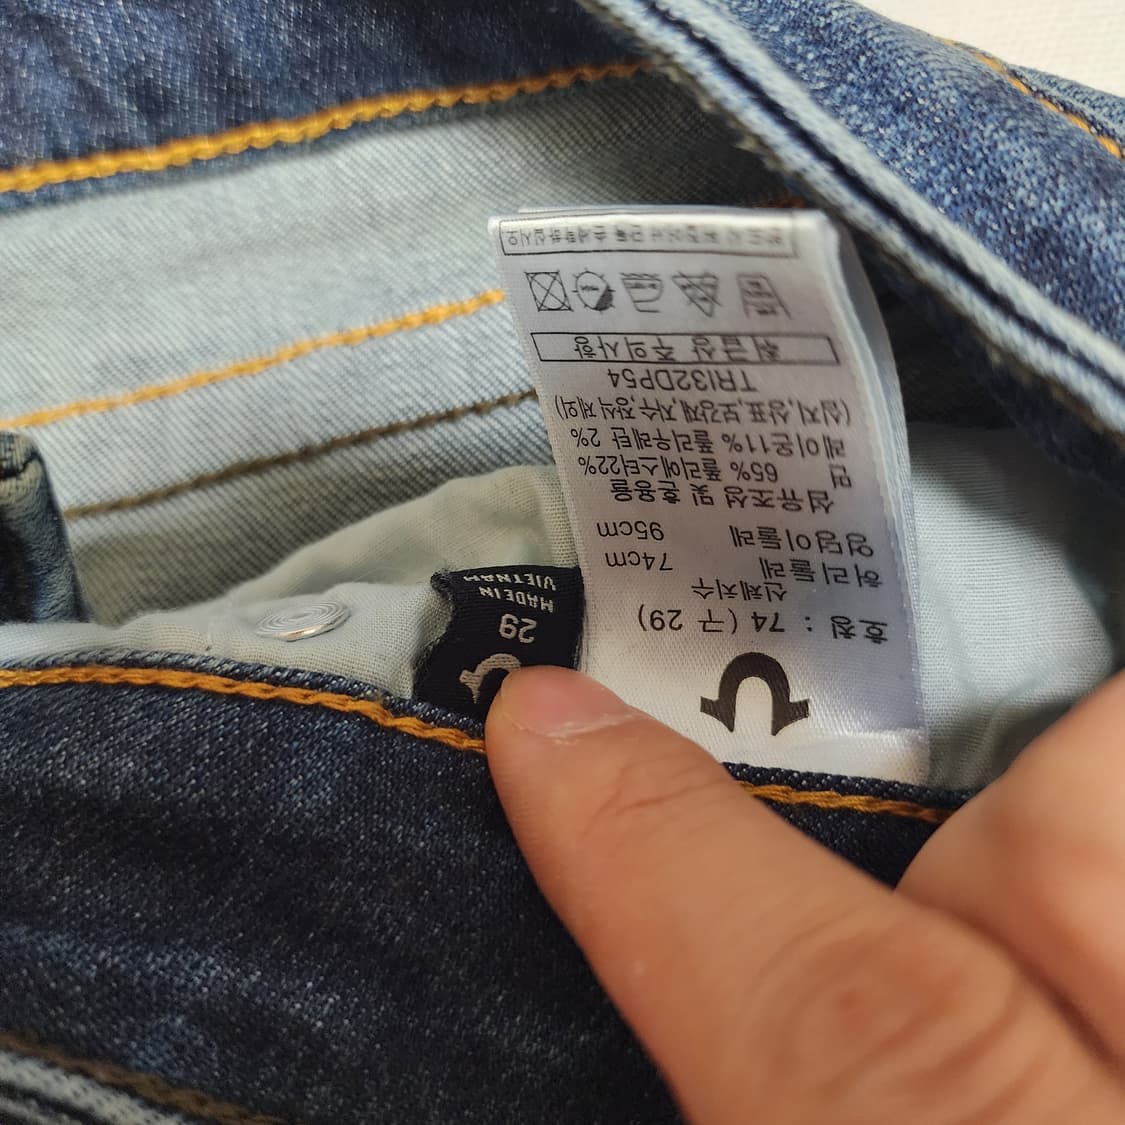 호칭 : 74 (구 29)
신체치수
허리 둘레 74cm
엉덩이둘레 95cm
섬유조성 및 혼용율
면 65% 폴리에스터22%
레이온11% 폴리우레탄 2%
(심지,상표,보강재,자수,장식 제외)
TRI32DP54
취급상 주의사항
29
MADE IN
VIETNAM